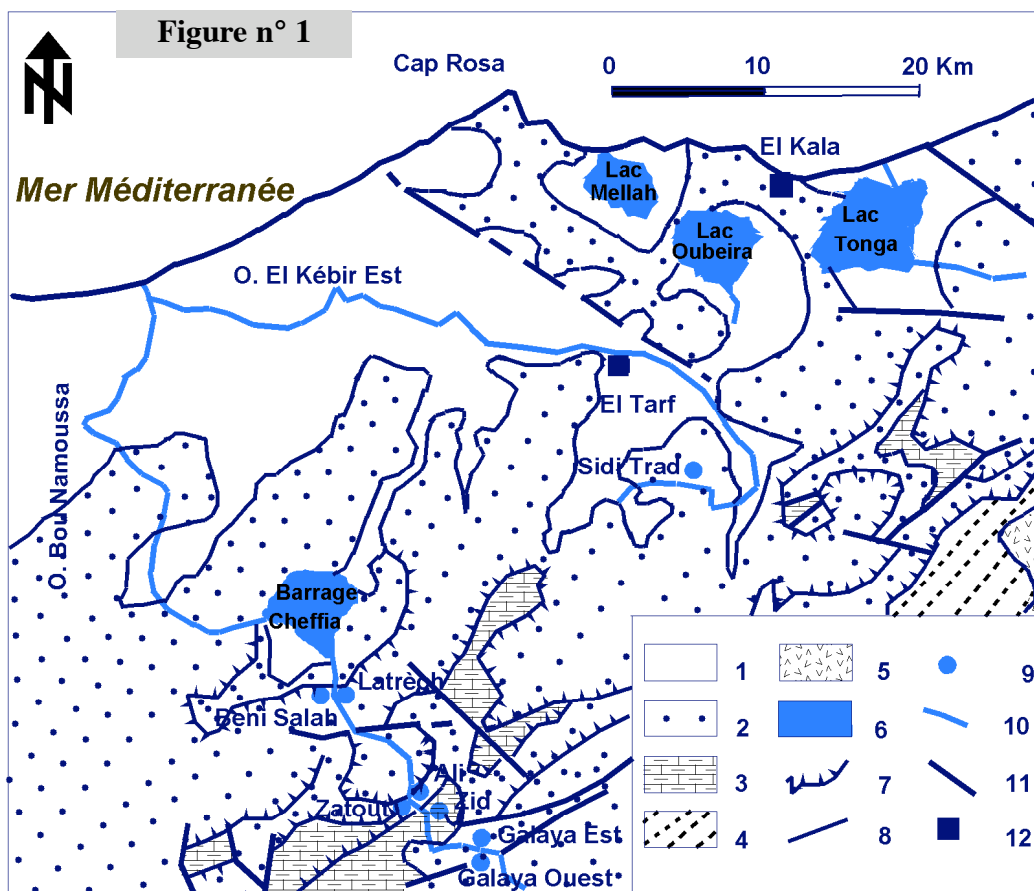 Figure n° 1
N
Cap Rosa
0 10 20 Km
El Kala
Mer Méditerranée
Lac
Mellah
Lac
Oubeira
Lac
Tonga
O. El Kébir Est
El Tarf
Sidi Trad
O. Bou Namoussa
Barrage
Cheffia
Latrègh
Beni Salah
Ali
Zatout
Zid
Galaya Est
Galaya Ouest
1 5 9
2 6 10
3 7 11
4 8 12